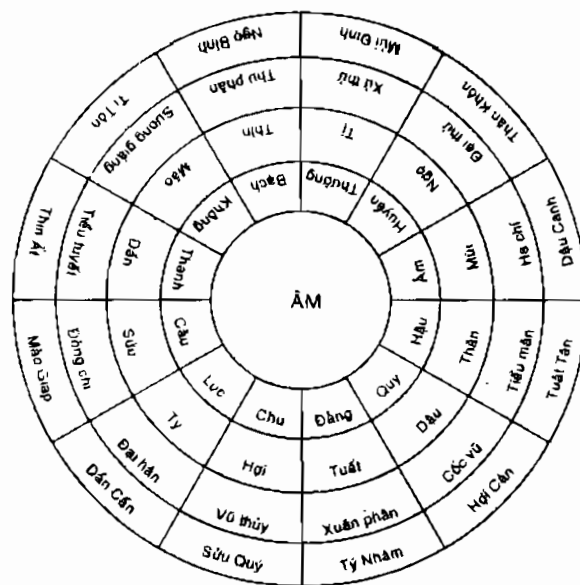 Ngọ Bính
Mùi Đinh
Thân Khôn
Dậu Canh
Tuất Tân
Hợi Càn
Tý Nhâm
Sửu Quý
Dần Cấn
Mão Giáp
Thìn Ất
Tị Tốn
Thu phân
Xử thử
Đại thử
Hạ chí
Tiểu mãn
Cốc vũ
Xuân phân
Vũ thủy
Đại hàn
Đông chí
Tiểu tuyết
Sương giáng
Thìn
Tị
Ngọ
Mùi
Thân
Dậu
Tuất
Hợi
Tý
Sửu
Dần
Mão
Bạch
Thường
Huyền
Âm
Hậu
Quý
Đằng
Chu
Lục
Câu
Thanh
Không
ÂM